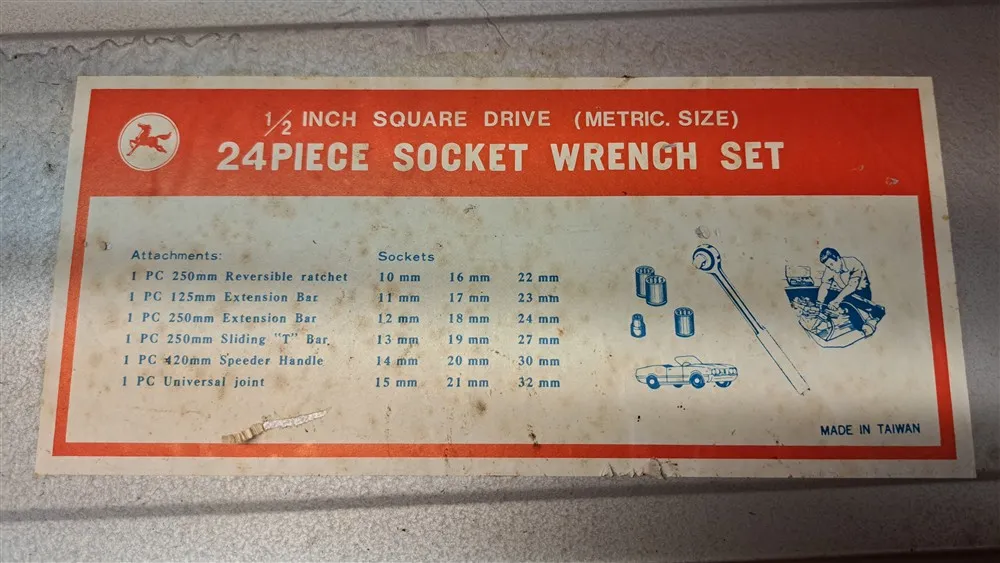 1/2 INCH SQUARE DRIVE (METRIC. SIZE)
24PIECE SOCKET WRENCH SET
Attachments:
1 PC 250mm Reversible ratchet
1 PC 125mm Extension Bar
1 PC 250mm Extension Bar
1 PC 250mm Sliding "T" Bar
1 PC 420mm Speeder Handle
1 PC Universal joint
Sockets
10 mm 16 mm 22 mm
11 mm 17 mm 23 mm
12 mm 18 mm 24 mm
13 mm 19 mm 27 mm
14 mm 20 mm 30 mm
15 mm 21 mm 32 mm
MADE IN TAIWAN